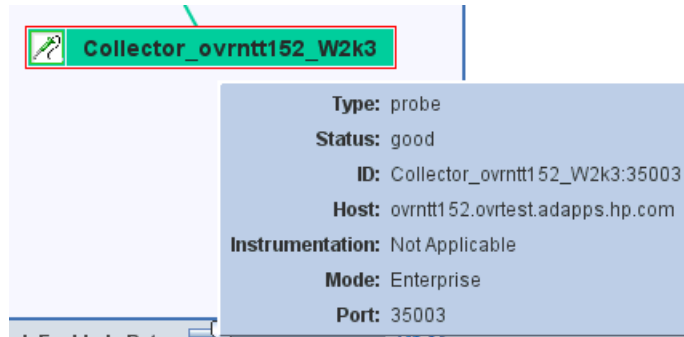 Collector_ovrntt152_W2k3
Type: probe
Status: good
ID: Collector_ovrntt152_W2k3:35003
Host: ovrntt152.ovrtest.adapps.hp.com
Instrumentation: Not Applicable
Mode: Enterprise
Port: 35003